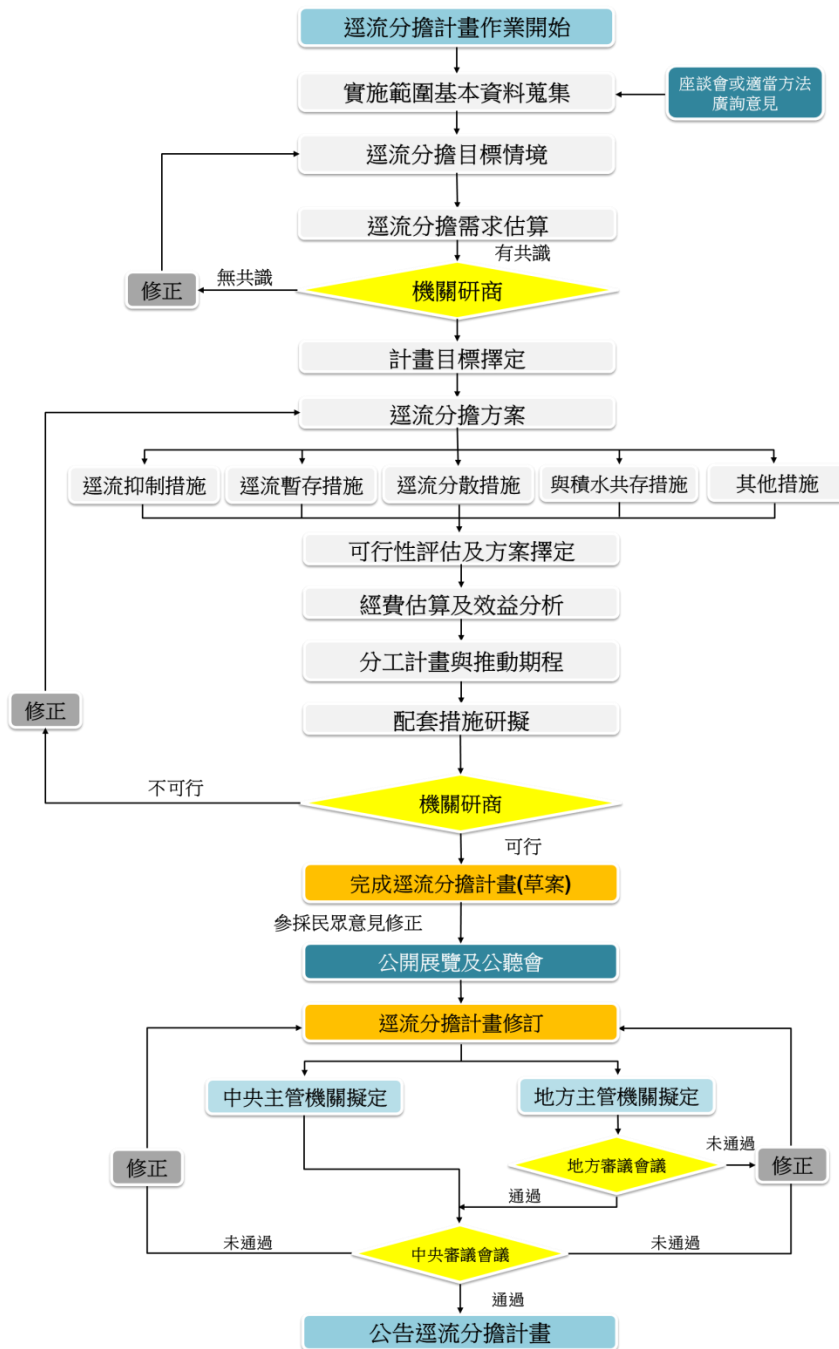 逕流分擔計畫作業開始
實施範圍基本資料蒐集
座談會或適當方法
廣詢意見
逕流分擔目標情境
逕流分擔需求估算
有共識
無共識
修正
機關研商
計畫目標擇定
逕流分擔方案
逕流抑制措施
逕流暫存措施
逕流分散措施
與積水共存措施
其他措施
可行性評估及方案擇定
經費估算及效益分析
分工計畫與推動期程
修正
配套措施研擬
不可行
機關研商
可行
完成逕流分擔計畫(草案)
參採民眾意見修正
公開展覽及公聽會
逕流分擔計畫修訂
中央主管機關擬定
地方主管機關擬定
未通過
修正
地方審議會議
修正
通過
未通過
中央審議會議
未通過
通過
公告逕流分擔計畫